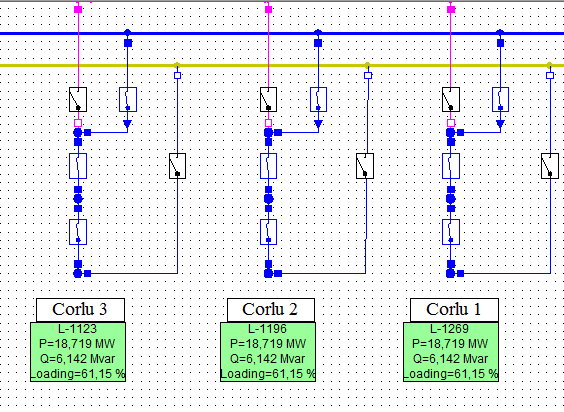 Corlu 3
Corlu 2
Corlu 1
L-1123
P=18,719 MW
Q=6,142 Mvar
Loading=61,15 %
L-1196
P=18,719 MW
Q=6,142 Mvar
Loading=61,15 %
L-1269
P=18,719 MW
Q=6,142 Mvar
Loading=61,15 %